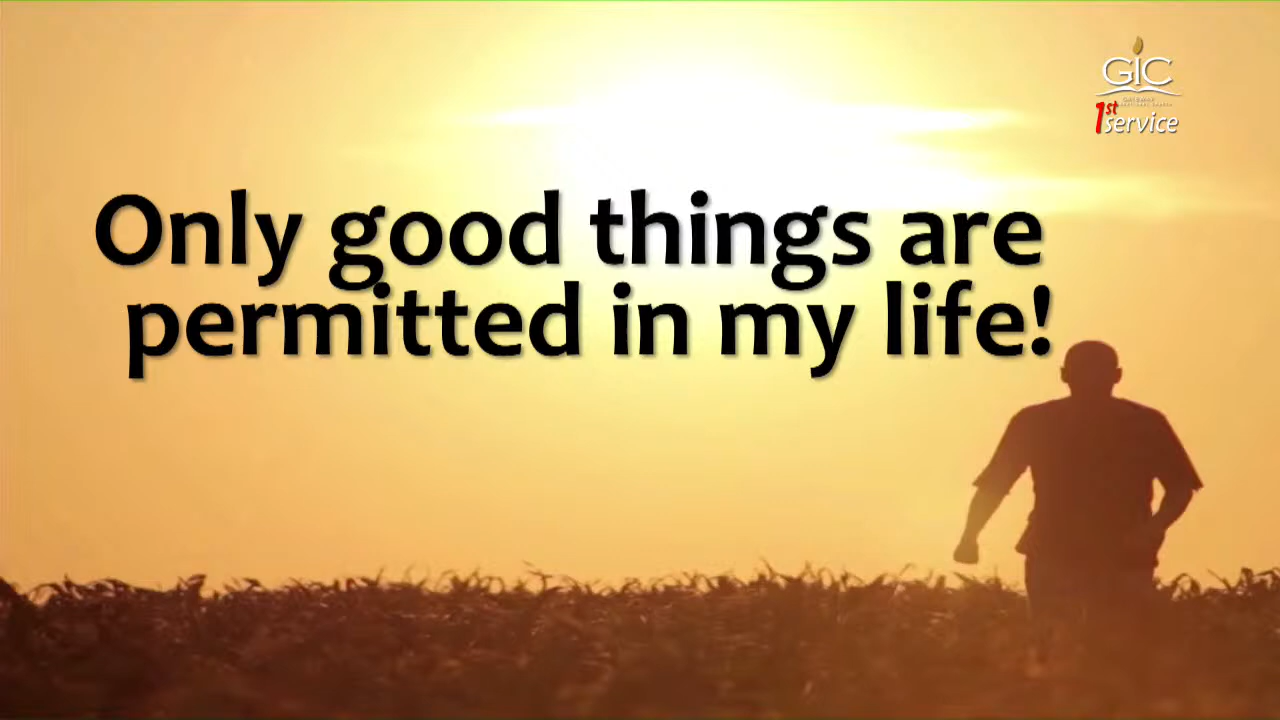 GIC
1st
service
Only good things are
permitted in my life!